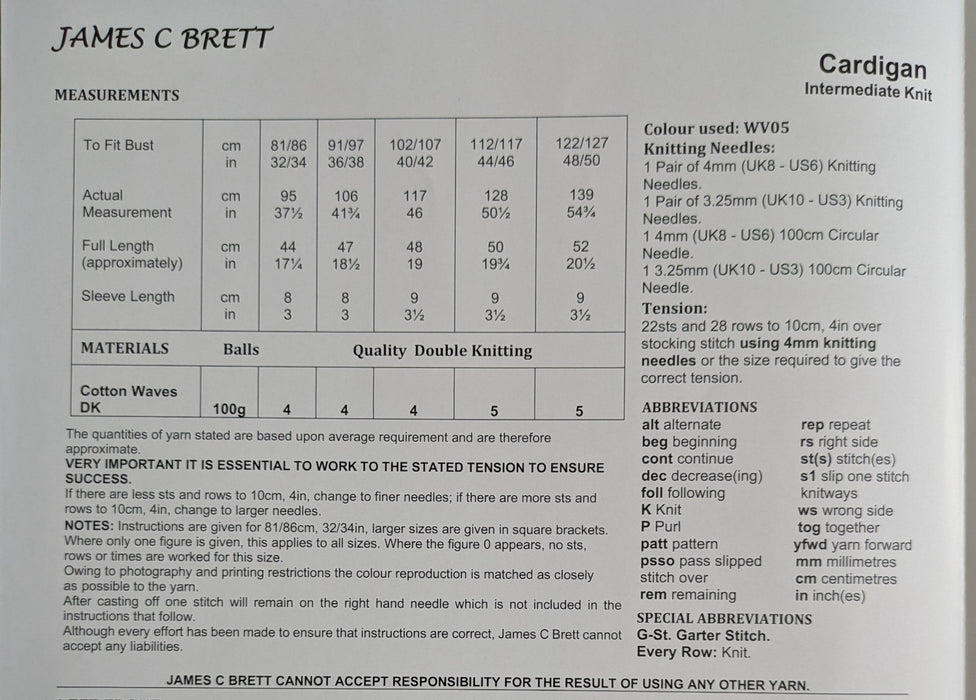 JAMES C BRETT
Cardigan
Intermediate Knit
MEASUREMENTS
To Fit Bust cm 81/86 91/97 102/107 112/117 122/127
in 32/34 36/38 40/42 44/46 48/50
Actual cm 95 106 117 128 139
Measurement in 37½ 41¾ 46 50½ 54¾
Full Length cm 44 47 48 50 52
(approximately) in 17¼ 18½ 19 19¾ 20½
Sleeve Length cm 8 8 9 9 9
in 3 3 3½ 3½ 3½
MATERIALS Balls Quality Double Knitting
Cotton Waves
DK 100g 4 4 4 5 5
The quantities of yarn stated are based upon average requirement and are therefore
approximate.
VERY IMPORTANT IT IS ESSENTIAL TO WORK TO THE STATED TENSION TO ENSURE
SUCCESS.
If there are less sts and rows to 10cm, 4in, change to finer needles; if there are more sts and
rows to 10cm, 4in, change to larger needles.
NOTES: Instructions are given for 81/86cm, 32/34in, larger sizes are given in square brackets.
Where only one figure is given, this applies to all sizes. Where the figure 0 appears, no sts,
rows or times are worked for this size.
Owing to photography and printing restrictions the colour reproduction is matched as closely
as possible to the yarn.
After casting off one stitch will remain on the right hand needle which is not included in the
instructions that follow.
Although every effort has been made to ensure that instructions are correct, James C Brett cannot
accept any liabilities.
Colour used: WV05
Knitting Needles:
1 Pair of 4mm (UK8 - US6) Knitting
Needles.
1 Pair of 3.25mm (UK10 - US3) Knitting
Needles.
1 4mm (UK8 - US6) 100cm Circular
Needle.
1 3.25mm (UK10 - US3) 100cm Circular
Needle.
Tension:
22sts and 28 rows to 10cm, 4in over
stocking stitch using 4mm knitting
needles or the size required to give the
correct tension.
ABBREVIATIONS
alt alternate
beg beginning
cont continue
dec decrease(ing)
foll following
K Knit
P Purl
patt pattern
psso pass slipped
stitch over
rem remaining
rep repeat
rs right side
st(s) stitch(es)
s1 slip one stitch
knitways
ws wrong side
tog together
yfwd yarn forward
mm millimetres
cm centimetres
in inch(es)
SPECIAL ABBREVIATIONS
G-St. Garter Stitch.
Every Row: Knit.
JAMES C BRETT CANNOT ACCEPT RESPONSIBILITY FOR THE RESULT OF USING ANY OTHER YARN.